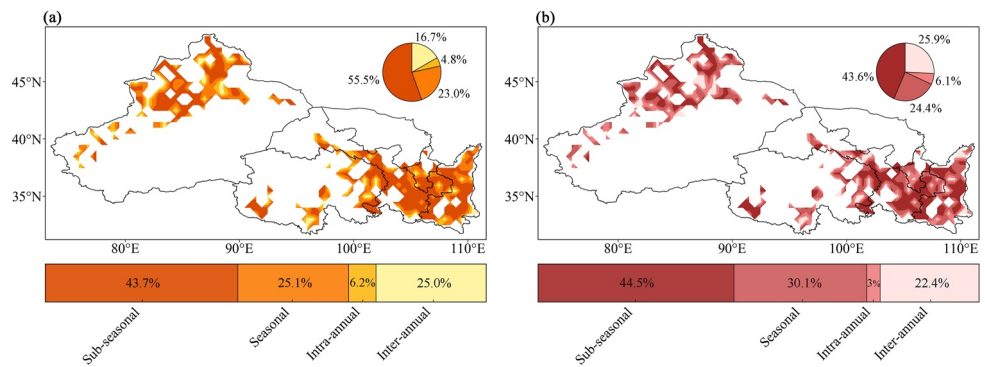 (a)
16.7%
4.8%
55.5%
23.0%
45°N
40°N
35°N
80°E
90°E
100°E
110°E
43.7%
25.1%
6.2%
25.0%
Sub-seasonal
Seasonal
Intra-annual
Inter-annual
(b)
25.9%
43.6%
6.1%
24.4%
45°N
40°N
35°N
80°E
90°E
100°E
110°E
44.5%
30.1%
3%
22.4%
Sub-seasonal
Seasonal
Intra-annual
Inter-annual